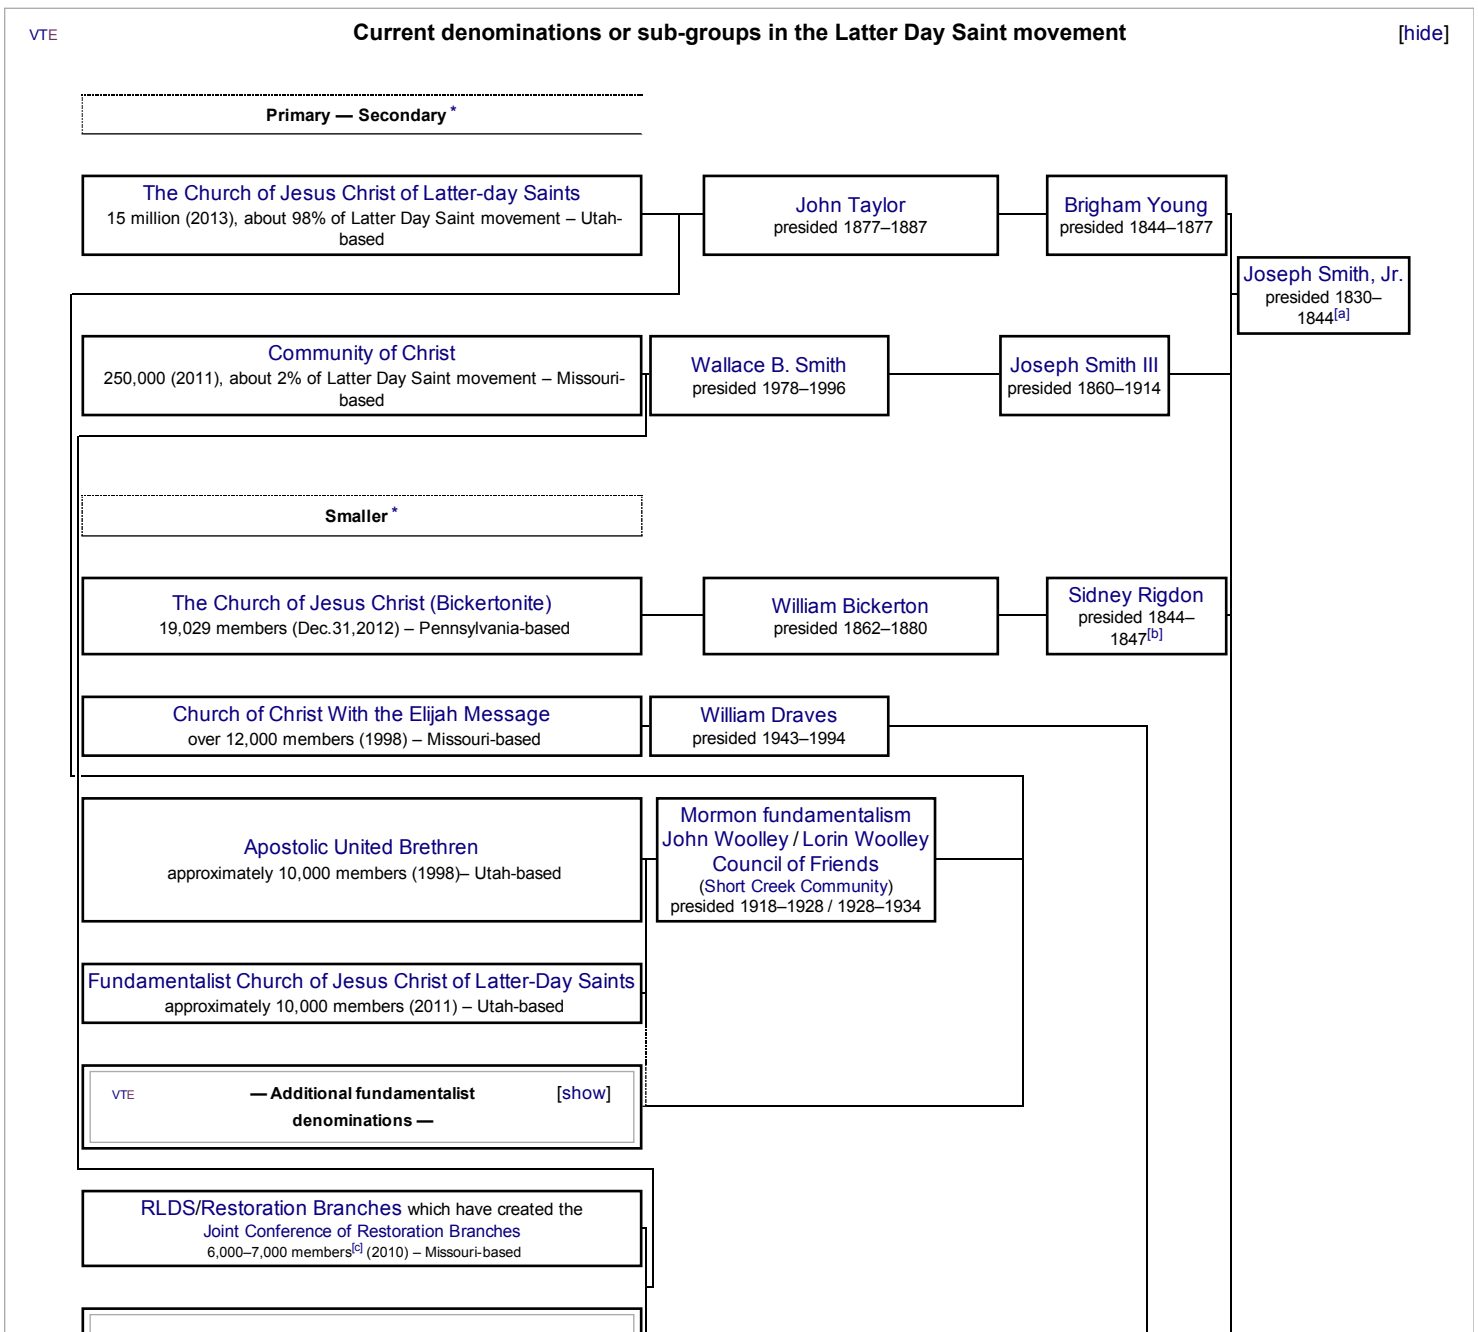 VTE
Current denominations or sub-groups in the Latter Day Saint movement
[hide]
Primary — Secondary *
The Church of Jesus Christ of Latter-day Saints
15 million (2013), about 98% of Latter Day Saint movement – Utah-
based
John Taylor
presided 1877–1887
Brigham Young
presided 1844–1877
Joseph Smith, Jr.
presided 1830–
1844[a]
Community of Christ
250,000 (2011), about 2% of Latter Day Saint movement – Missouri-
based
Wallace B. Smith
presided 1978–1996
Joseph Smith III
presided 1860–1914
Smaller *
The Church of Jesus Christ (Bickertonite)
19,029 members (Dec.31,2012) – Pennsylvania-based
William Bickerton
presided 1862–1880
Sidney Rigdon
presided 1844–
1847[b]
Church of Christ With the Elijah Message
over 12,000 members (1998) – Missouri-based
William Draves
presided 1943–1994
Apostolic United Brethren
approximately 10,000 members (1998)– Utah-based
Mormon fundamentalism
John Woolley / Lorin Woolley
Council of Friends
(Short Creek Community)
presided 1918–1928 / 1928–1934
Fundamentalist Church of Jesus Christ of Latter-Day Saints
approximately 10,000 members (2011) – Utah-based
VTE
— Additional fundamentalist
denominations —
[show]
RLDS/Restoration Branches which have created the
Joint Conference of Restoration Branches
6,000–7,000 members[c] (2010) – Missouri-based